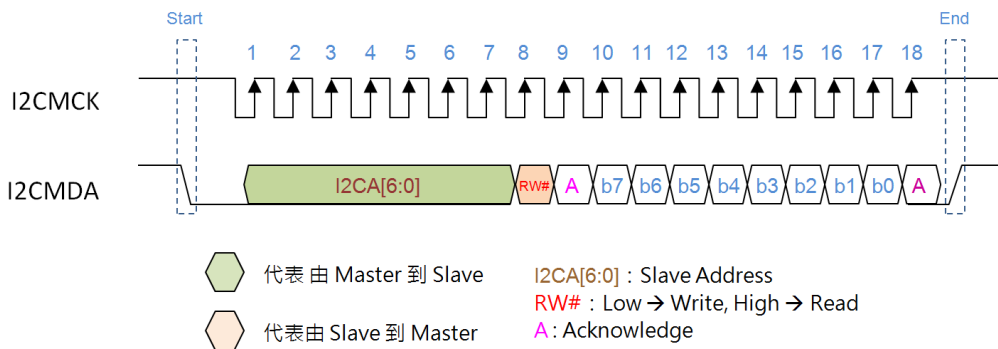 Start End
1 2 3 4 5 6 7 8 9 10 11 12 13 14 15 16 17 18
I2CMCK
I2CMDA I2CA[6:0] RW# A b7 b6 b5 b4 b3 b2 b1 b0 A
代表 由 Master 到 Slave
代表由 Slave 到 Master
I2CA[6:0] : Slave Address
RW# : Low → Write, High → Read
A : Acknowledge